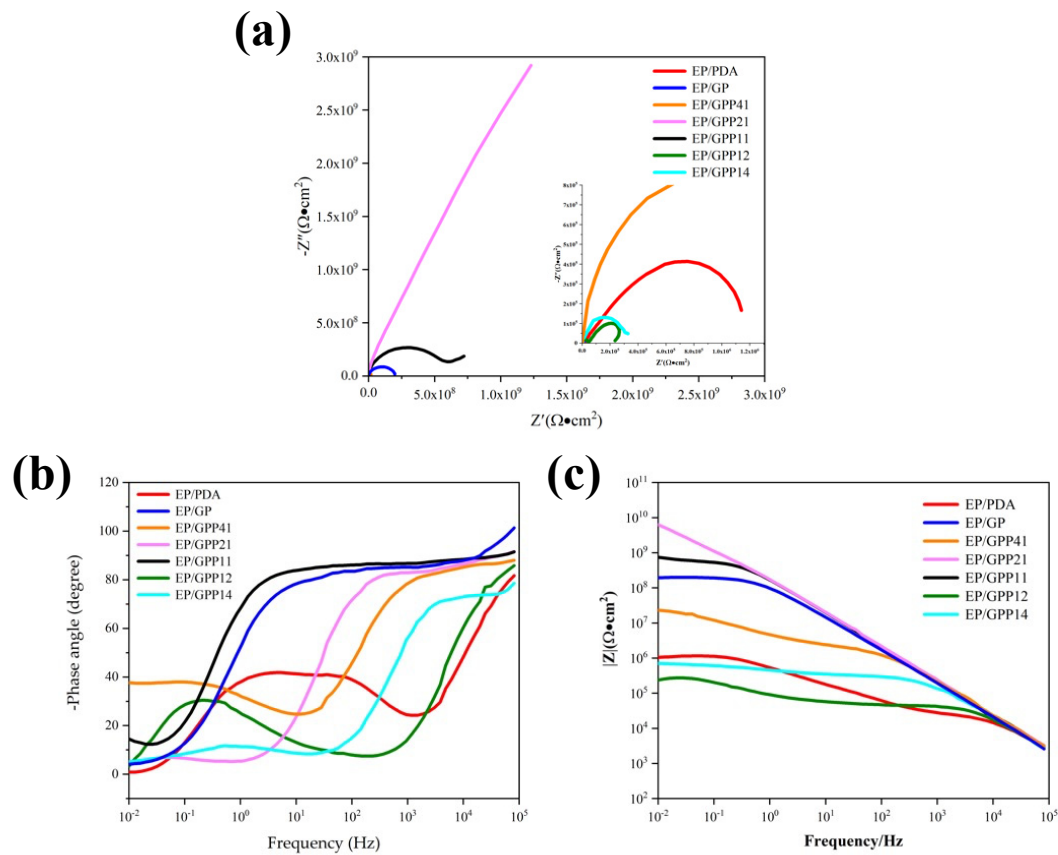 (a)
3.0x10⁹
2.5x10⁹
2.0x10⁹
1.5x10⁹
1.0x10⁹
5.0x10⁸
0.0
-Z″(Ω•cm²)
0.0
5.0x10⁸
1.0x10⁹
1.5x10⁹
2.0x10⁹
2.5x10⁹
3.0x10⁹
Z′(Ω•cm²)
EP/PDA
EP/GP
EP/GPP41
EP/GPP21
EP/GPP11
EP/GPP12
EP/GPP14
0
0.0
Z′(Ω•cm²)
(b)
120
100
80
60
40
20
0
-Phase angle (degree)
EP/PDA
EP/GP
EP/GPP41
EP/GPP21
EP/GPP11
EP/GPP12
EP/GPP14
10⁻²
10⁻¹
10⁰
10¹
10²
10³
10⁴
10⁵
Frequency (Hz)
(c)
10¹¹
10¹⁰
10⁹
10⁸
10⁷
10⁶
10⁵
10⁴
10³
10²
|Z|(Ω•cm²)
EP/PDA
EP/GP
EP/GPP41
EP/GPP21
EP/GPP11
EP/GPP12
EP/GPP14
10⁻²
10⁻¹
10⁰
10¹
10²
10³
10⁴
10⁵
Frequency/Hz